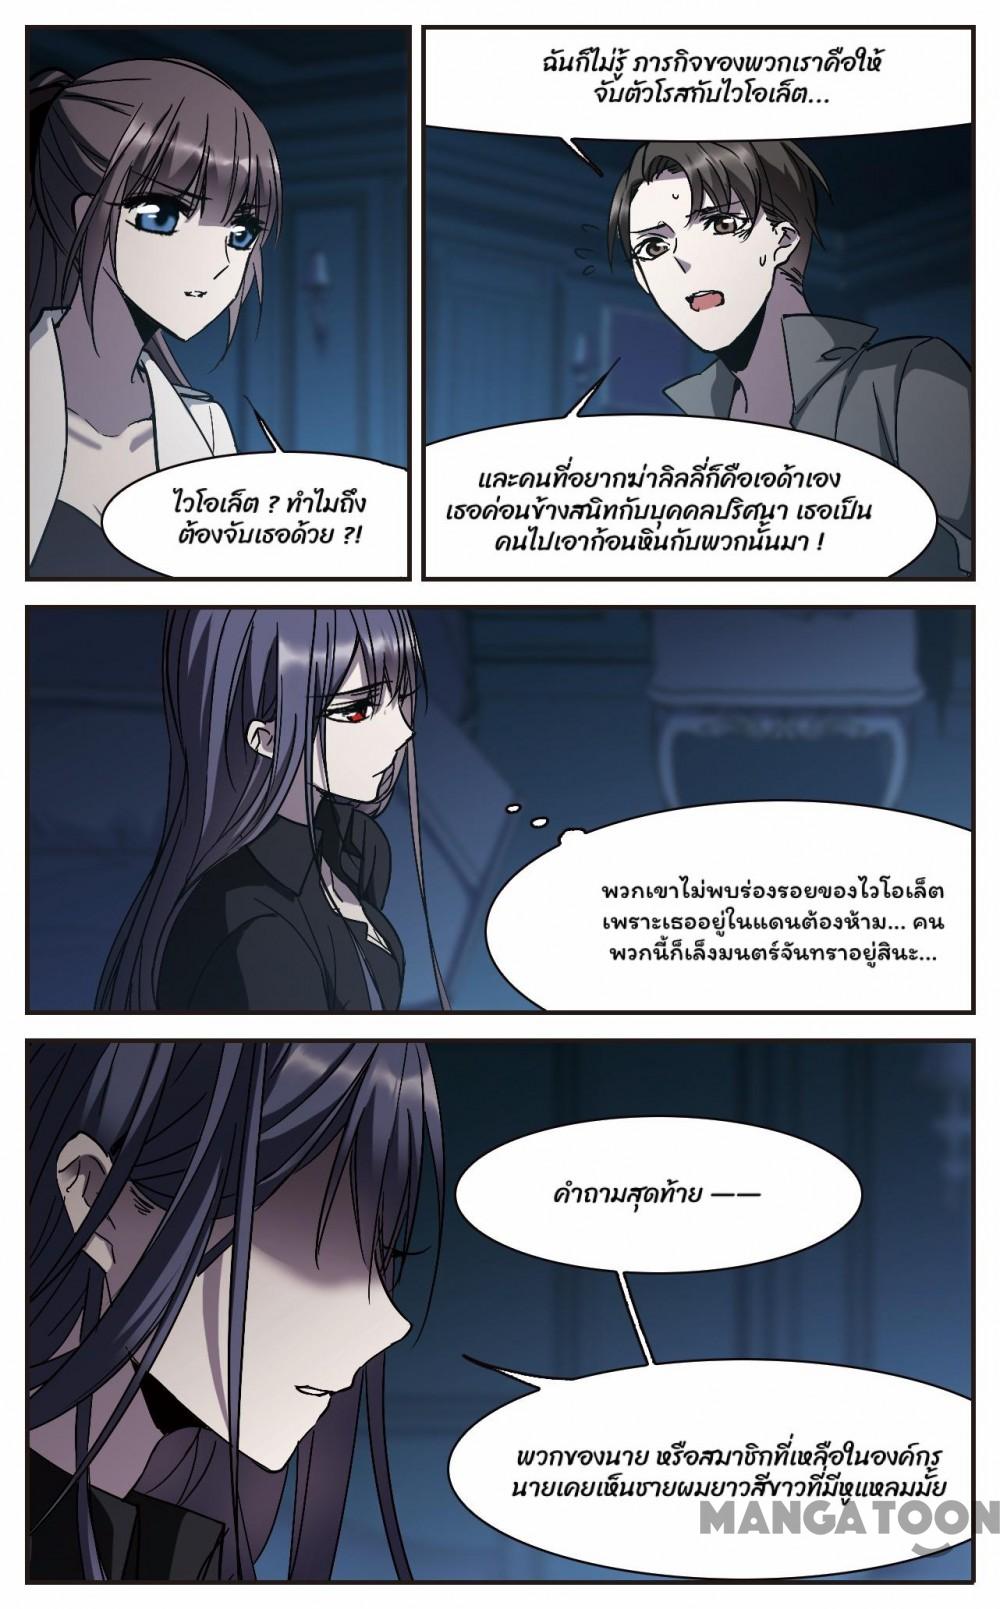 ไวโอเล็ต ? ทำไมถึง
ต้องจับเธอด้วย ?!
ฉันก็ไม่รู้ ภารกิจของพวกเราคือให้
จับตัวโรสกับไวโอเล็ต...
และคนที่อยากฆ่าลิลลี่ก็คือเอด้าเอง
เธอค่อนข้างสนิทกับบุคคลปริศนา เธอเป็น
คนไปเอาก้อนหินกับพวกนั้นมา !
พวกเขาไม่พบร่องรอยของไวโอเล็ต
เพราะเธออยู่ในแดนต้องห้าม... คน
พวกนี้ก็เล็งมนตร์จันทราอยู่สินะ...
คำถามสุดท้าย ——
พวกของนาย หรือสมาชิกที่เหลือในองค์กร
นายเคยเห็นชายผมยาวสีขาวที่มีหูแหลมมั้ย
MANGATOON